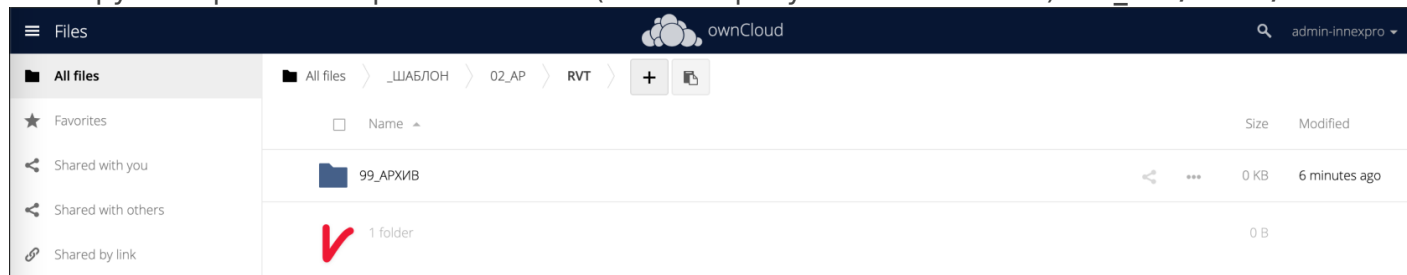 Files ownCloud admin-innexpro
All files All files _ШАБЛОН 02_АР RVT +
Favorites Name Size Modified
Shared with you 99_АРХИВ 0 KB 6 minutes ago
Shared with others 1 folder 0 B
Shared by link